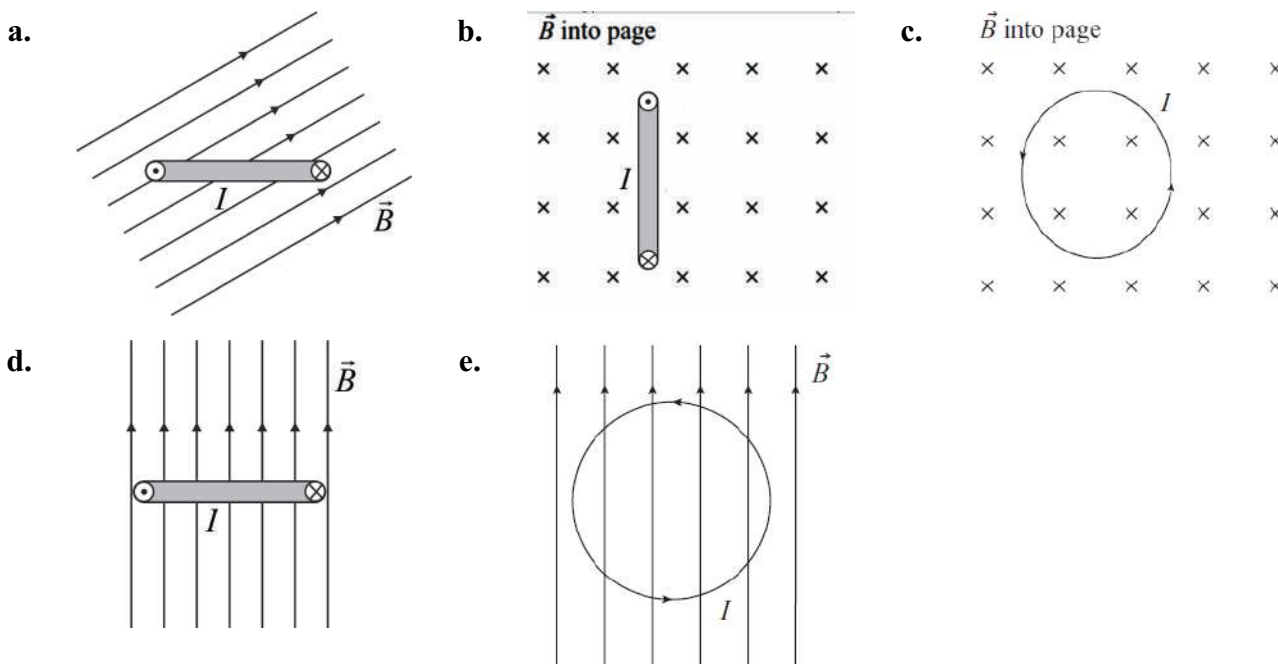 a.
b.
B⃗ into page
I
c.
B⃗ into page
I
I
B⃗
d.
B⃗
I
e.
B⃗
I